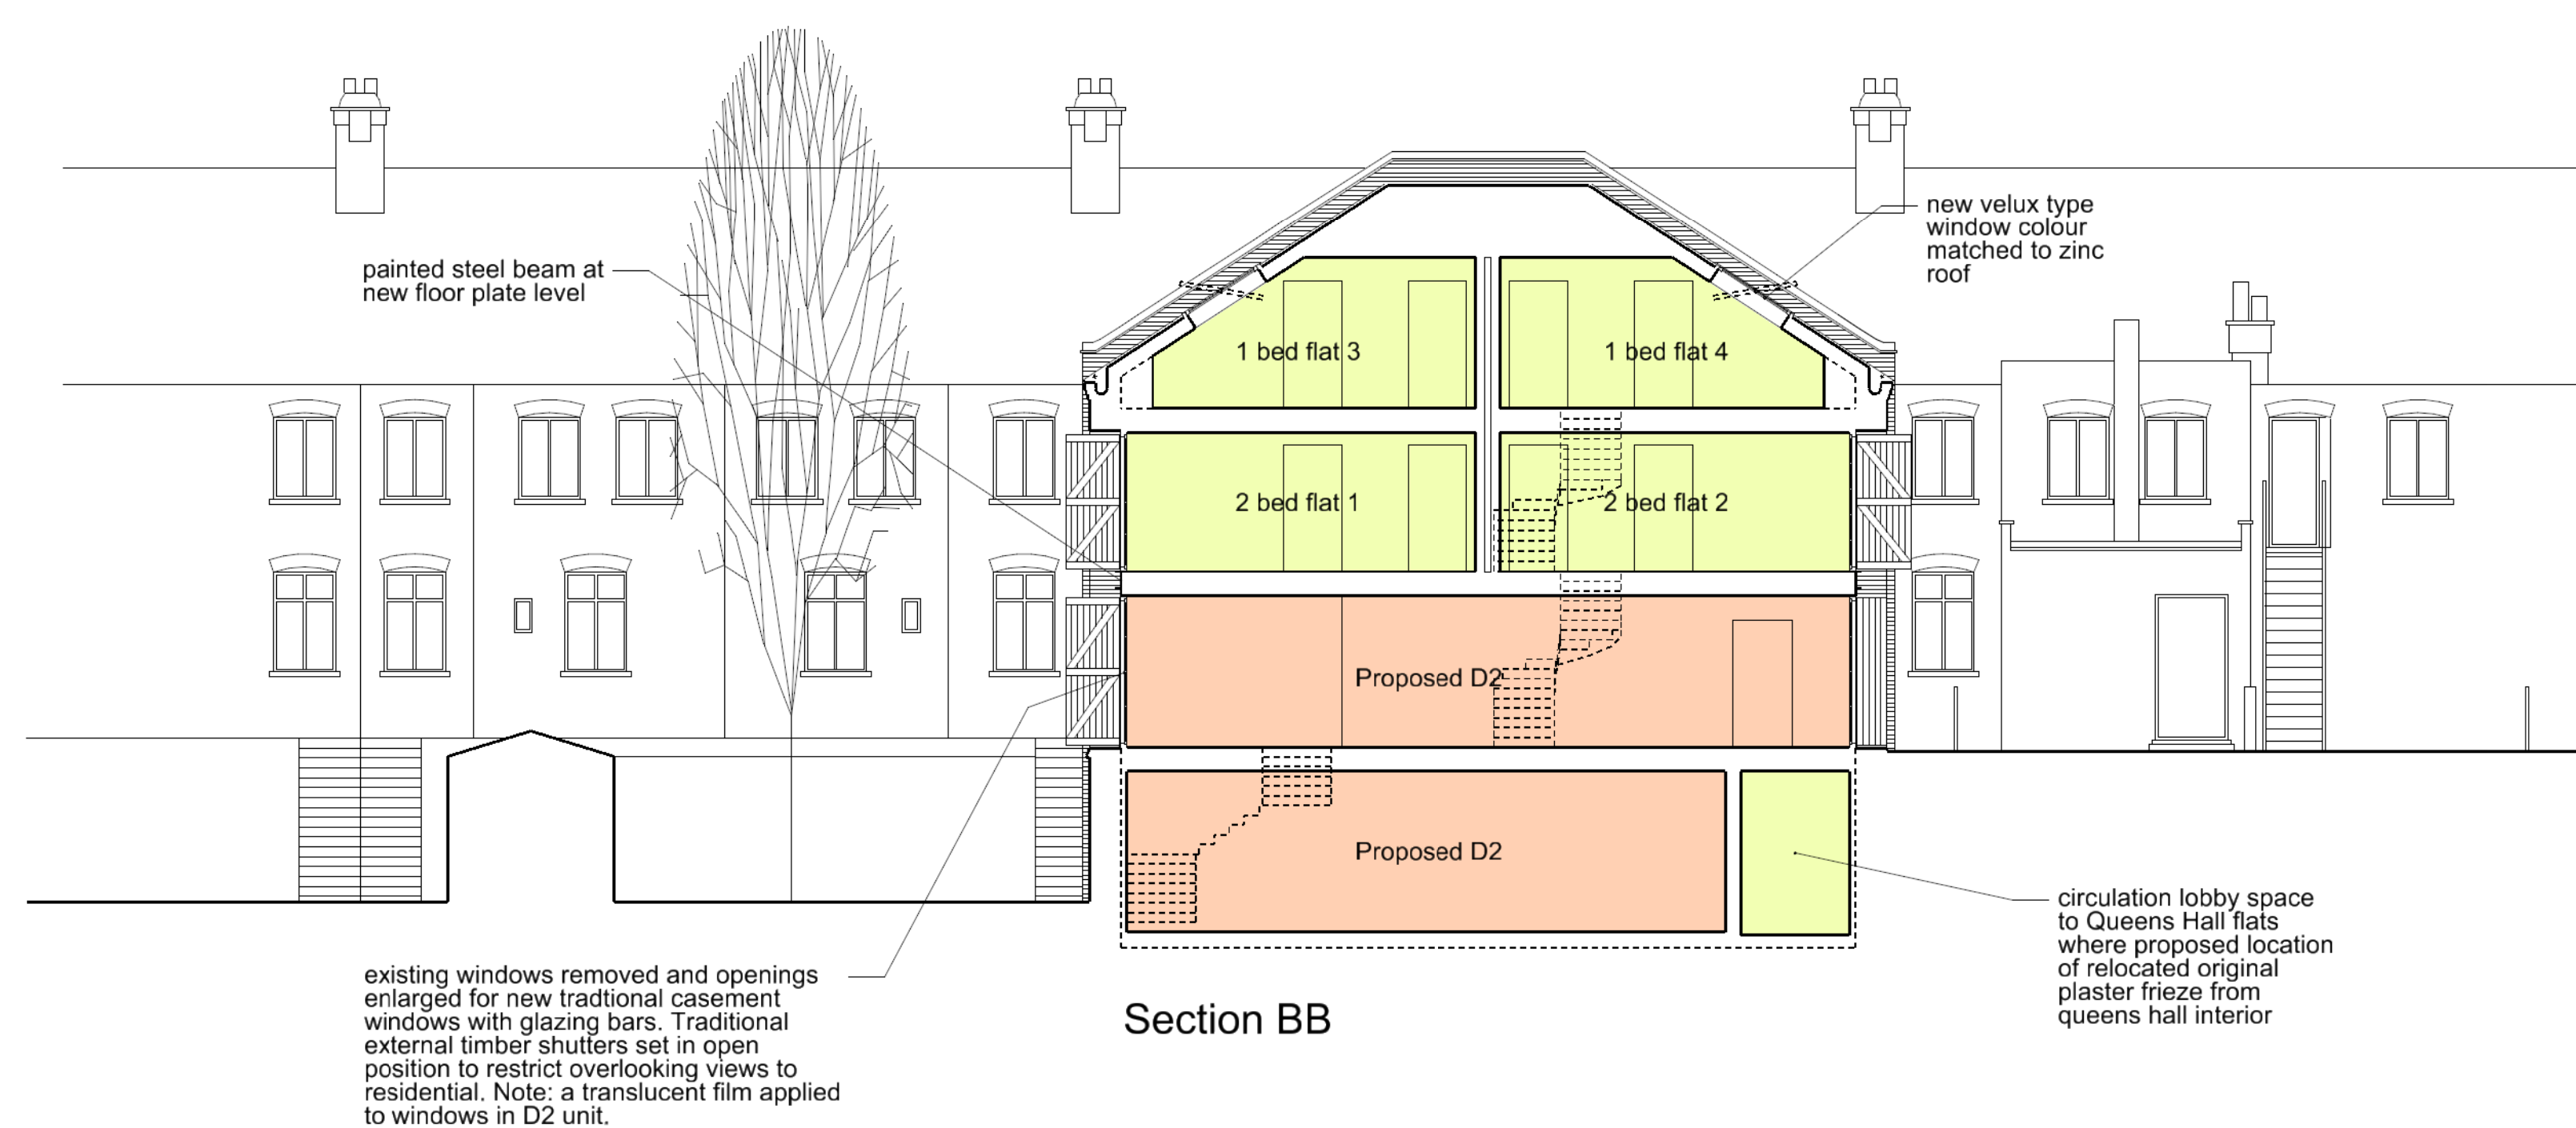 new velux type
window colour
matched to zinc
roof
painted steel beam at
new floor plate level
1 bed flat 3
1 bed flat 4
2 bed flat 1
2 bed flat 2
Proposed D2
Proposed D2
circulation lobby space
to Queens Hall flats
where proposed location
of relocated original
plaster frieze from
queens hall interior
existing windows removed and openings
enlarged for new tradtional casement
windows with glazing bars. Traditional
external timber shutters set in open
position to restrict overlooking views to
residential. Note: a translucent film applied
to windows in D2 unit.
Section BB